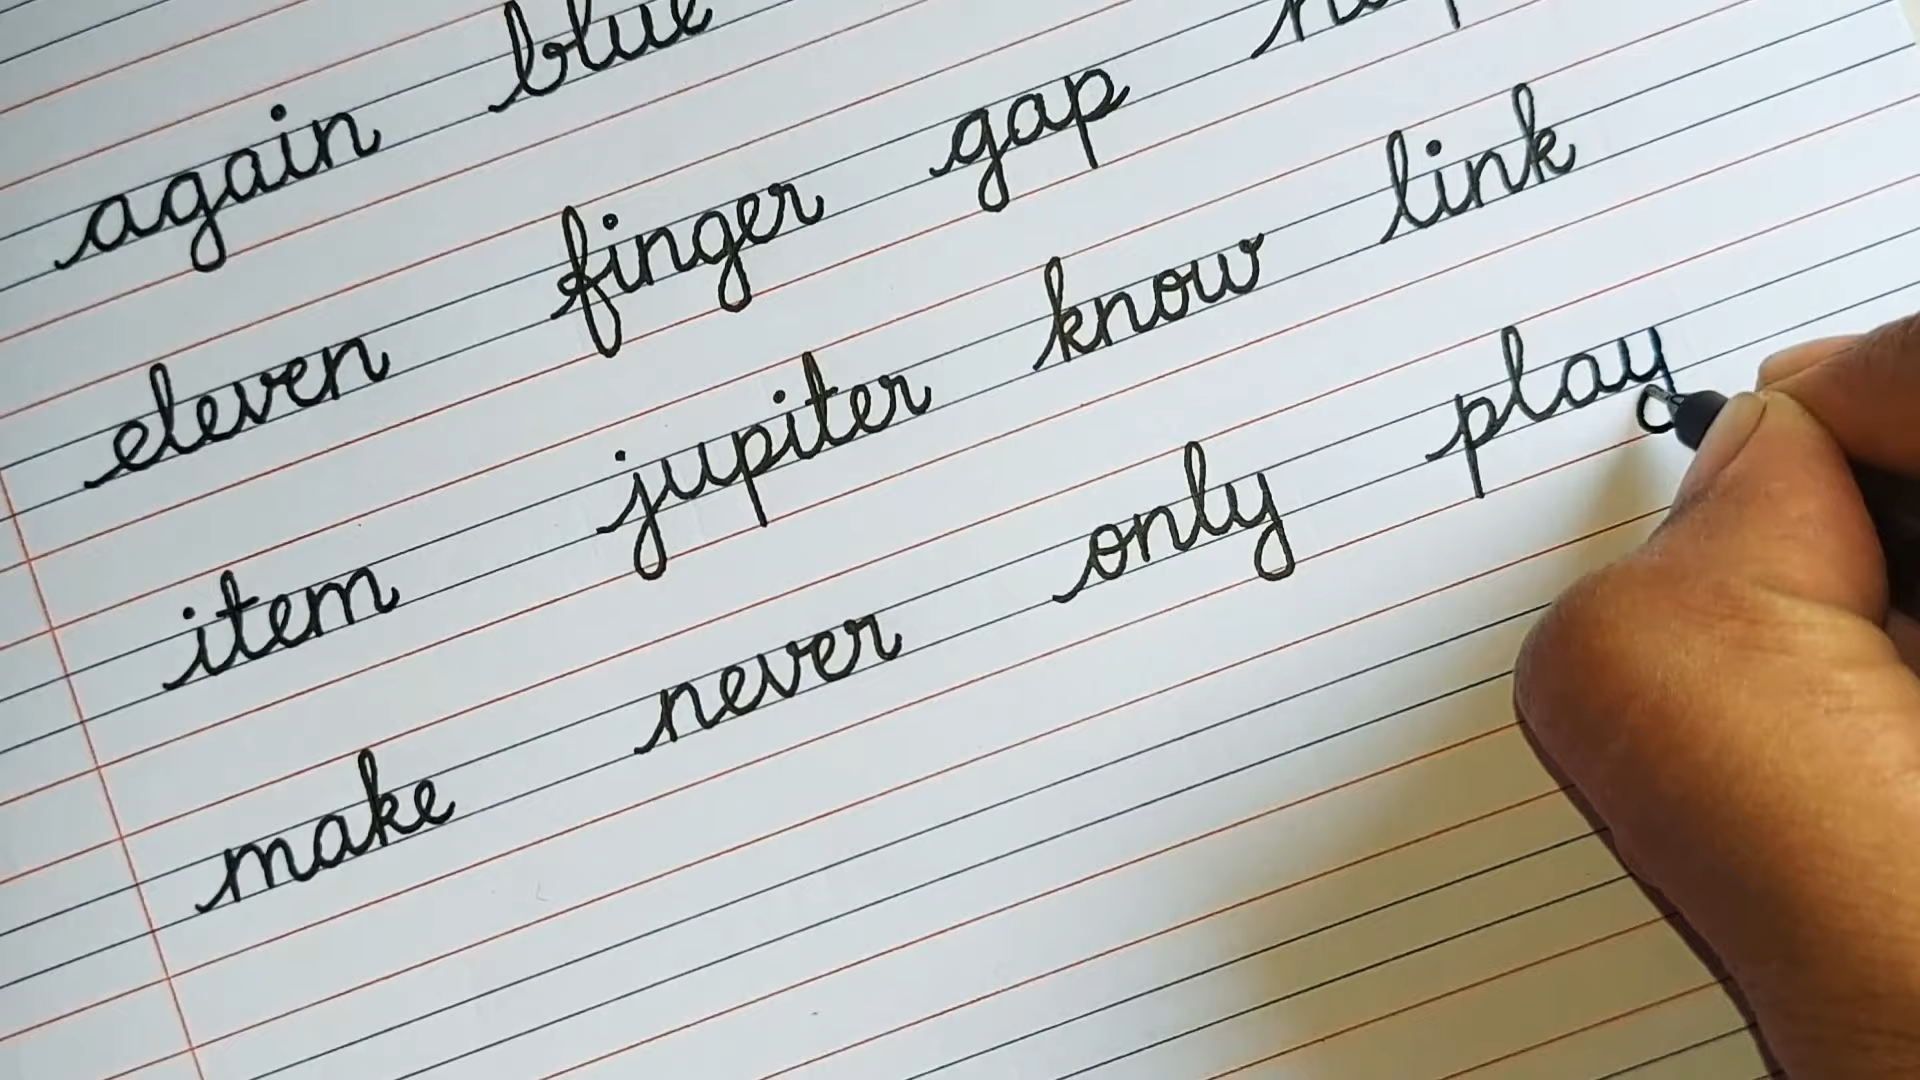 again blue
eleven finger gap
item jupiter know link
make never only play